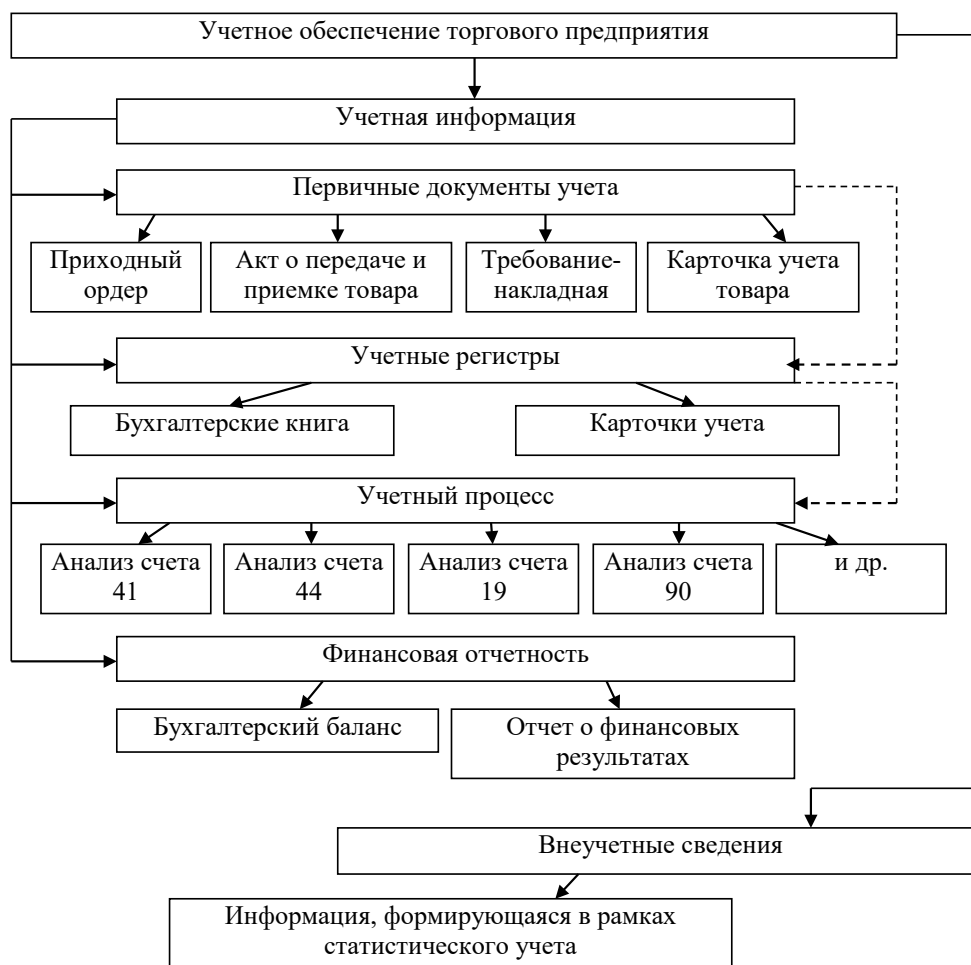 Учетное обеспечение торгового предприятия
Учетная информация
Первичные документы учета
Приходный
ордер
Акт о передаче и
приемке товара
Требование-
накладная
Карточка учета
товара
Учетные регистры
Бухгалтерские книга
Карточки учета
Учетный процесс
Анализ счета
41
Анализ счета
44
Анализ счета
19
Анализ счета
90
и др.
Финансовая отчетность
Бухгалтерский баланс
Отчет о финансовых
результатах
Внеучетные сведения
Информация, формирующаяся в рамках
статистического учета